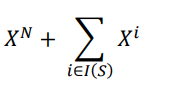 X^N + ∑_{i∈I(S)} X^i